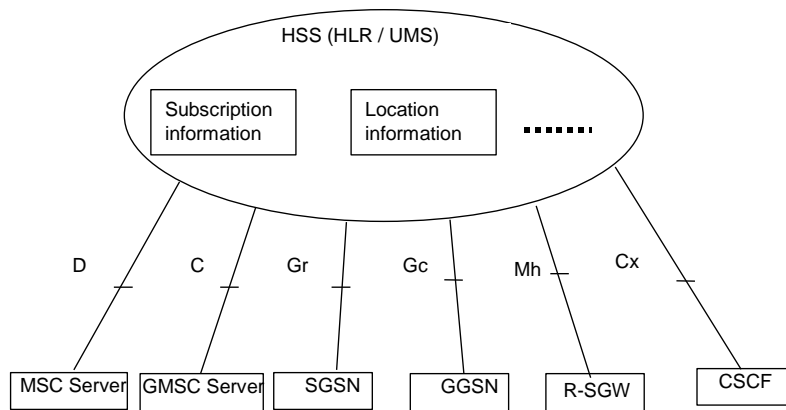 HSS (HLR / UMS)
Subscription
information
Location
information
D
C
Gr
Gc
Mh
Cx
MSC Server
GMSC Server
SGSN
GGSN
R-SGW
CSCF